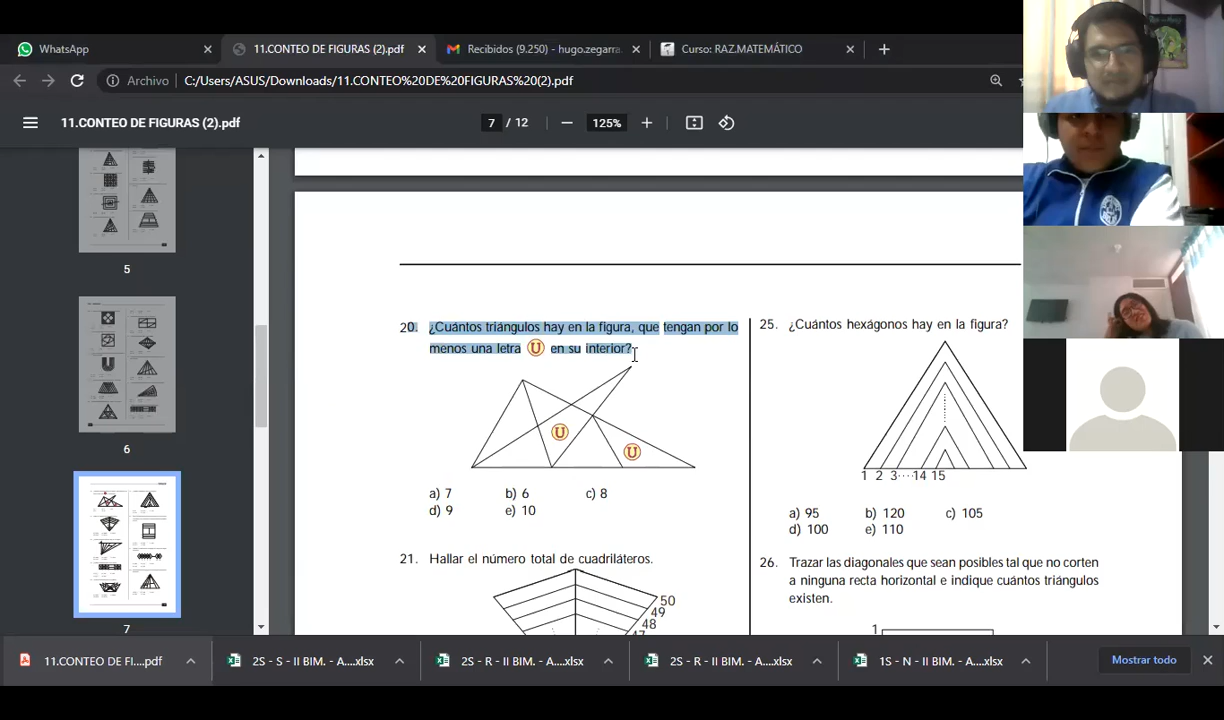 WhatsApp
11.CONTEO DE FIGURAS (2).pdf
Recibidos (9.250) - hugo.zegarra.
Curso: RAZ.MATEMÁTICO
Archivo
C:/Users/ASUS/Downloads/11.CONTEO%20DE%20FIGURAS%20(2).pdf
11.CONTEO DE FIGURAS (2).pdf
7 / 12
125%
5
6
7
20. ¿Cuántos triángulos hay en la figura, que tengan por lo
menos una letra U en su interior?
U
U
a) 7 b) 6 c) 8
d) 9 e) 10
21. Hallar el número total de cuadriláteros.
50
49
48
47
25. ¿Cuántos hexágonos hay en la figura?
1 2 3····14 15
a) 95 b) 120 c) 105
d) 100 e) 110
26. Trazar las diagonales que sean posibles tal que no corten
a ninguna recta horizontal e indique cuántos triángulos
existen.
1
11.CONTEO DE FI....pdf
2S - S - II BIM. - A....xlsx
2S - R - II BIM. - A....xlsx
2S - R - II BIM. - A....xlsx
1S - N - II BIM. - A....xlsx
Mostrar todo